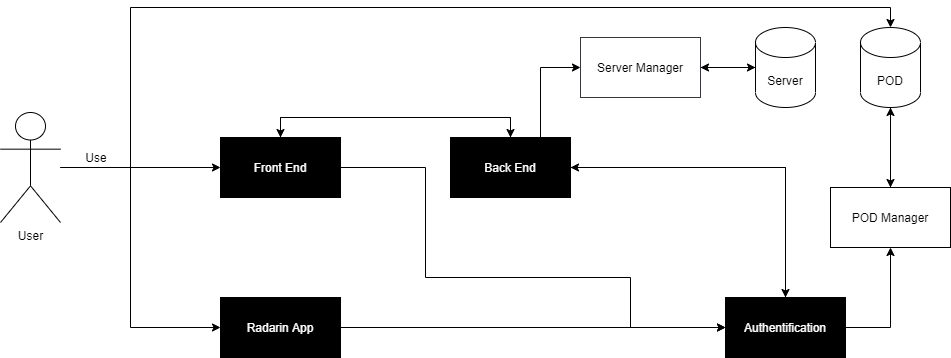 Server Manager
Server
POD
Use
Front End
Back End
User
POD Manager
Radarin App
Authentification